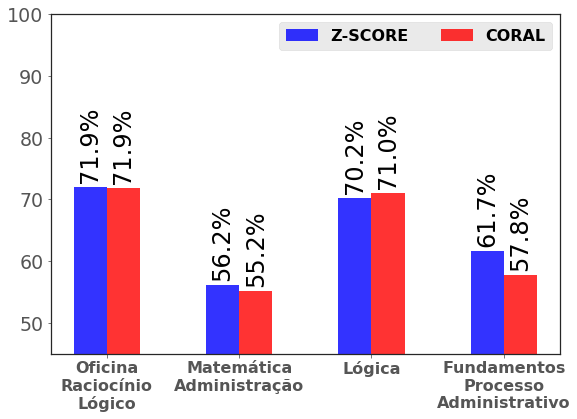 100
90
80
70
60
50
Z-SCORE
CORAL
71.9%
71.9%
56.2%
55.2%
70.2%
71.0%
61.7%
57.8%
Oficina
Raciocínio
Lógico
Matemática
Administração
Lógica
Fundamentos
Processo
Administrativo